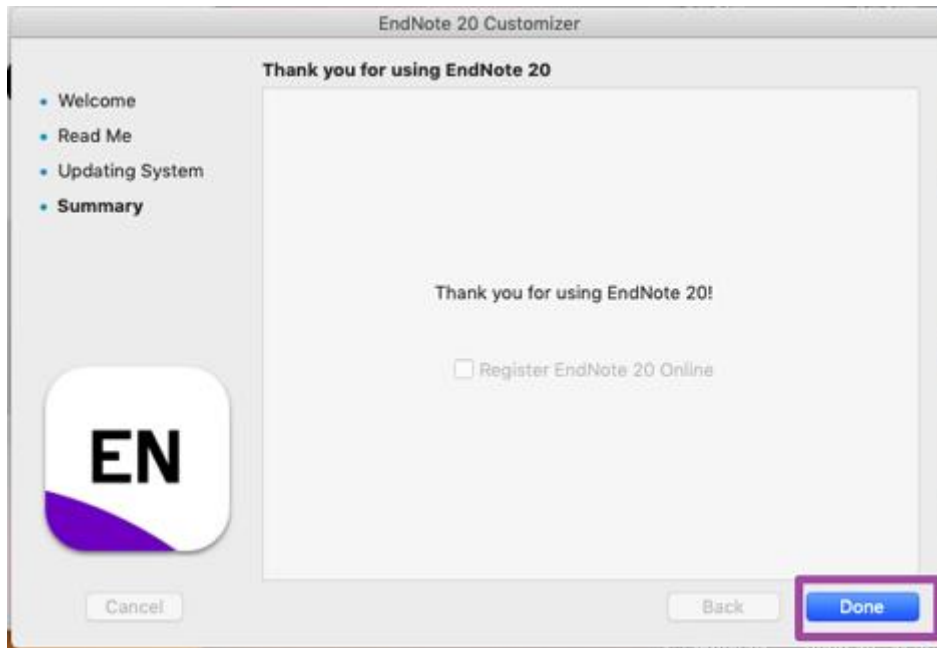 EndNote 20 Customizer
Thank you for using EndNote 20
Welcome
Read Me
Updating System
Summary
Thank you for using EndNote 20!
Register EndNote 20 Online
EN
Cancel
Back
Done